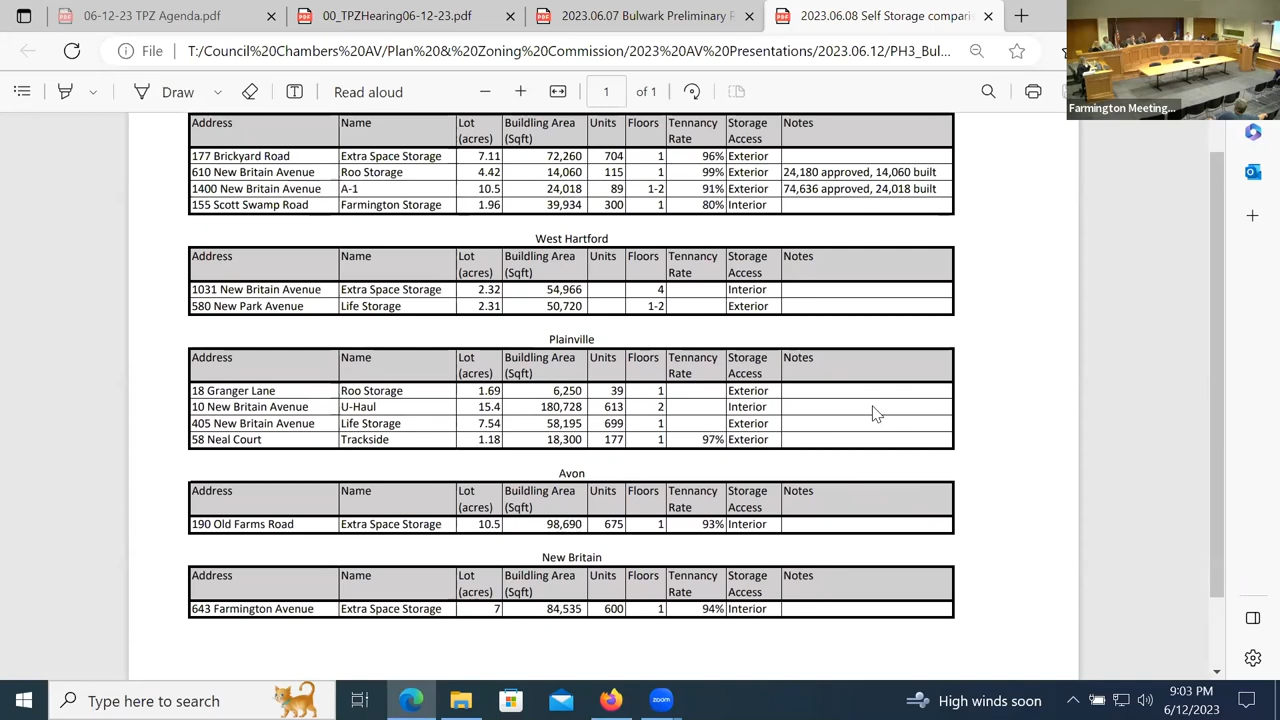 06-12-23 TPZ Agenda.pdf
00_TPZHearing06-12-23.pdf
2023.06.07 Bulwark Preliminary P
2023.06.08 Self Storage compari
File
T:/Council%20Chambers%20AV/Plan%20&%20Zoning%20Commission/2023%20AV%20Presentations/2023.06.12/PH3_Bul...
Farmington Meeting...
Draw
Read aloud
1 of 1
Address Name Lot (acres) Buildling Area (Sqft) Units Floors Tennancy Rate Storage Access Notes
177 Brickyard Road Extra Space Storage 7.11 72,260 704 1 96% Exterior
610 New Britain Avenue Roo Storage 4.42 14,060 115 1 99% Exterior 24,180 approved, 14,060 built
1400 New Britain Avenue A-1 10.5 24,018 89 1-2 91% Exterior 74,636 approved, 24,018 built
155 Scott Swamp Road Farmington Storage 1.96 39,934 300 1 80% Interior
West Hartford
Address Name Lot (acres) Buildling Area (Sqft) Units Floors Tennancy Rate Storage Access Notes
1031 New Britain Avenue Extra Space Storage 2.32 54,966 4 Interior
580 New Park Avenue Life Storage 2.31 50,720 1-2 Exterior
Plainville
Address Name Lot (acres) Buildling Area (Sqft) Units Floors Tennancy Rate Storage Access Notes
18 Granger Lane Roo Storage 1.69 6,250 39 1 Exterior
10 New Britain Avenue U-Haul 15.4 180,728 613 2 Interior
405 New Britain Avenue Life Storage 7.54 58,195 699 1 Exterior
58 Neal Court Trackside 1.18 18,300 177 1 97% Exterior
Avon
Address Name Lot (acres) Buildling Area (Sqft) Units Floors Tennancy Rate Storage Access Notes
190 Old Farms Road Extra Space Storage 10.5 98,690 675 1 93% Interior
New Britain
Address Name Lot (acres) Buildling Area (Sqft) Units Floors Tennancy Rate Storage Access Notes
643 Farmington Avenue Extra Space Storage 7 84,535 600 1 94% Interior
Type here to search
zoom
High winds soon
9:03 PM
6/12/2023